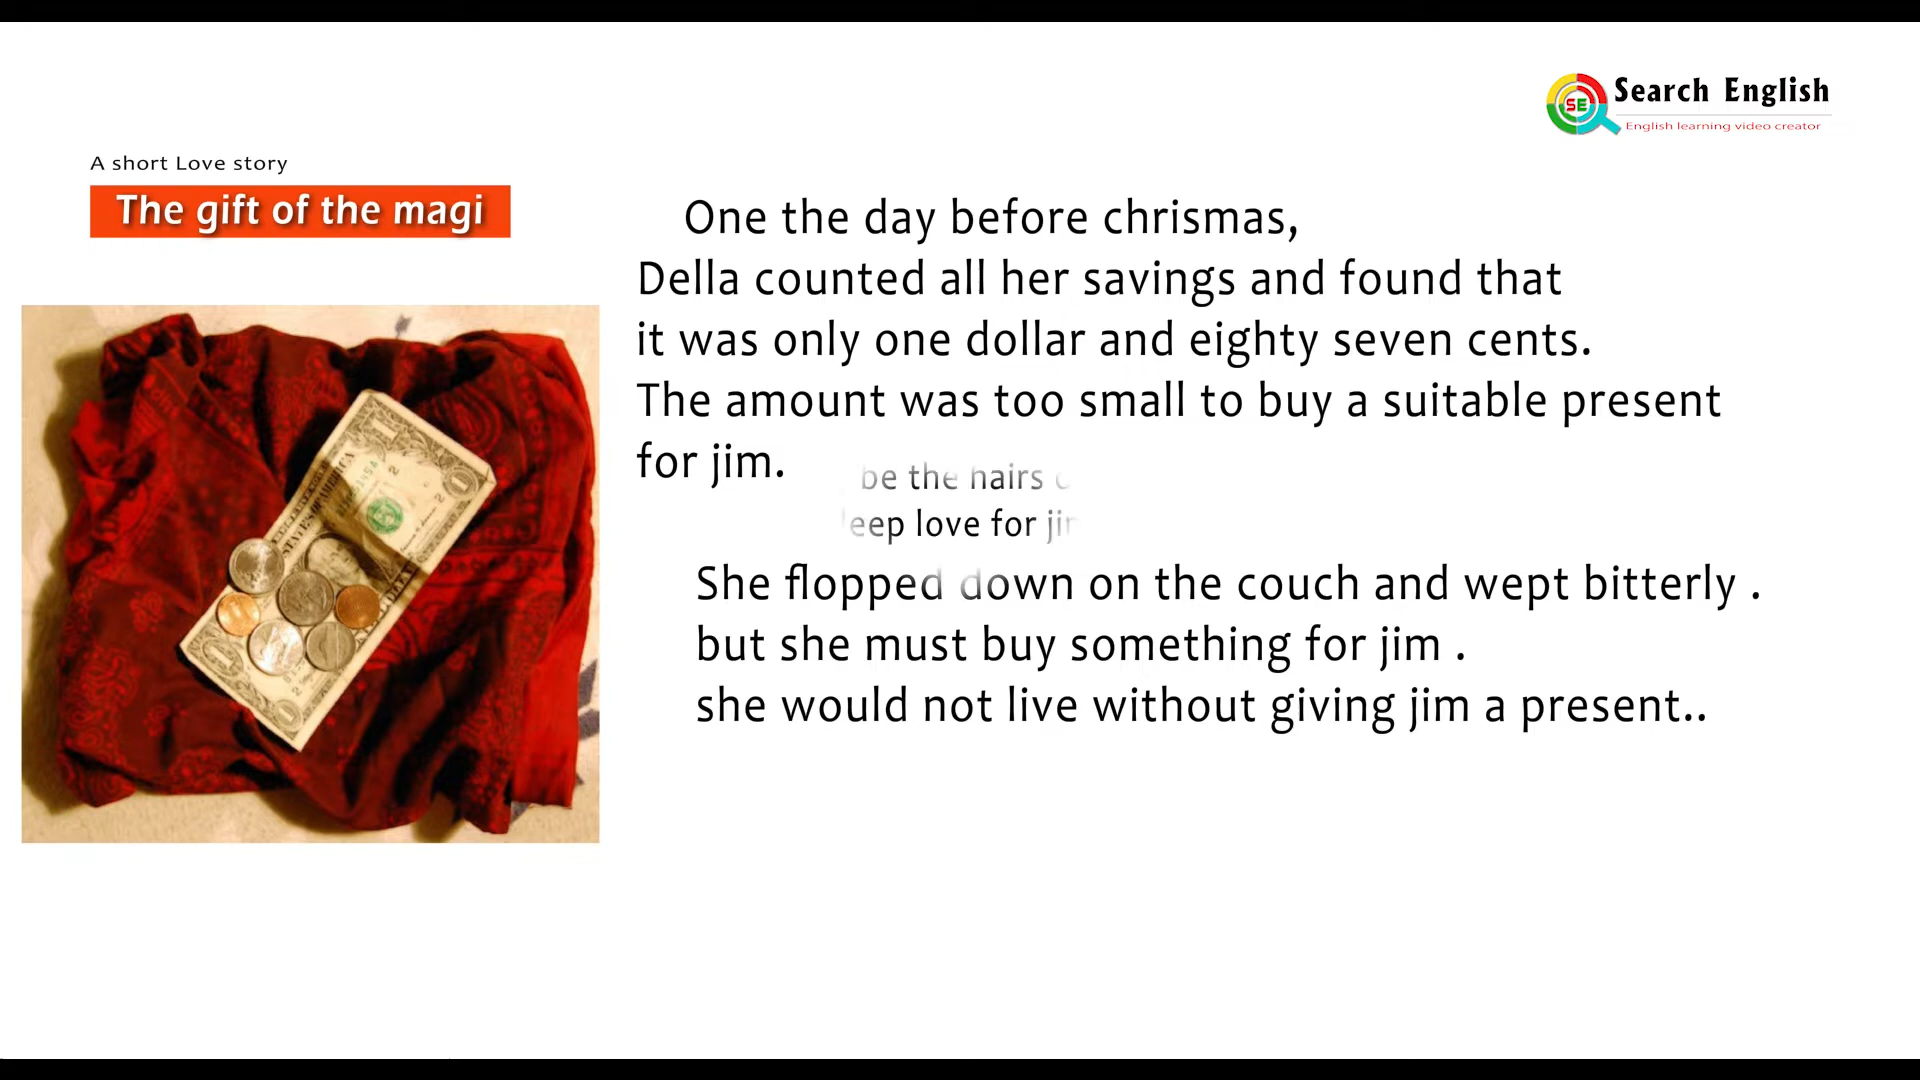 Search English
English learning video creator
A short Love story
The gift of the magi
One the day before chrismas,
Della counted all her savings and found that
it was only one dollar and eighty seven cents.
The amount was too small to buy a suitable present
for jim.
be the hairs
love for
She flopped down on the couch and wept bitterly .
but she must buy something for jim .
she would not live without giving jim a present..